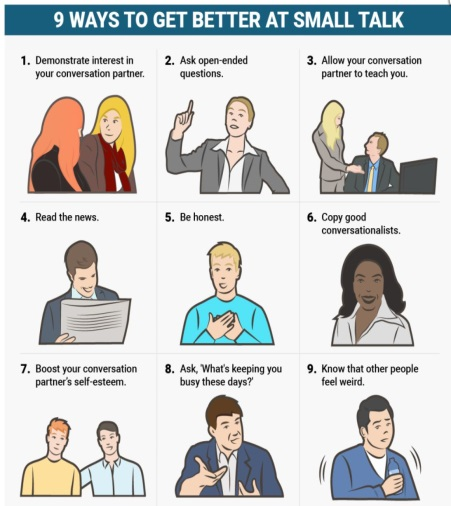 9 WAYS TO GET BETTER AT SMALL TALK
1. Demonstrate interest in
your conversation partner.
2. Ask open-ended
questions.
3. Allow your conversation
partner to teach you.
4. Read the news.
5. Be honest.
6. Copy good
conversationalists.
7. Boost your conversation
partner's self-esteem.
8. Ask, 'What's keeping you
busy these days?'
9. Know that other people
feel weird.